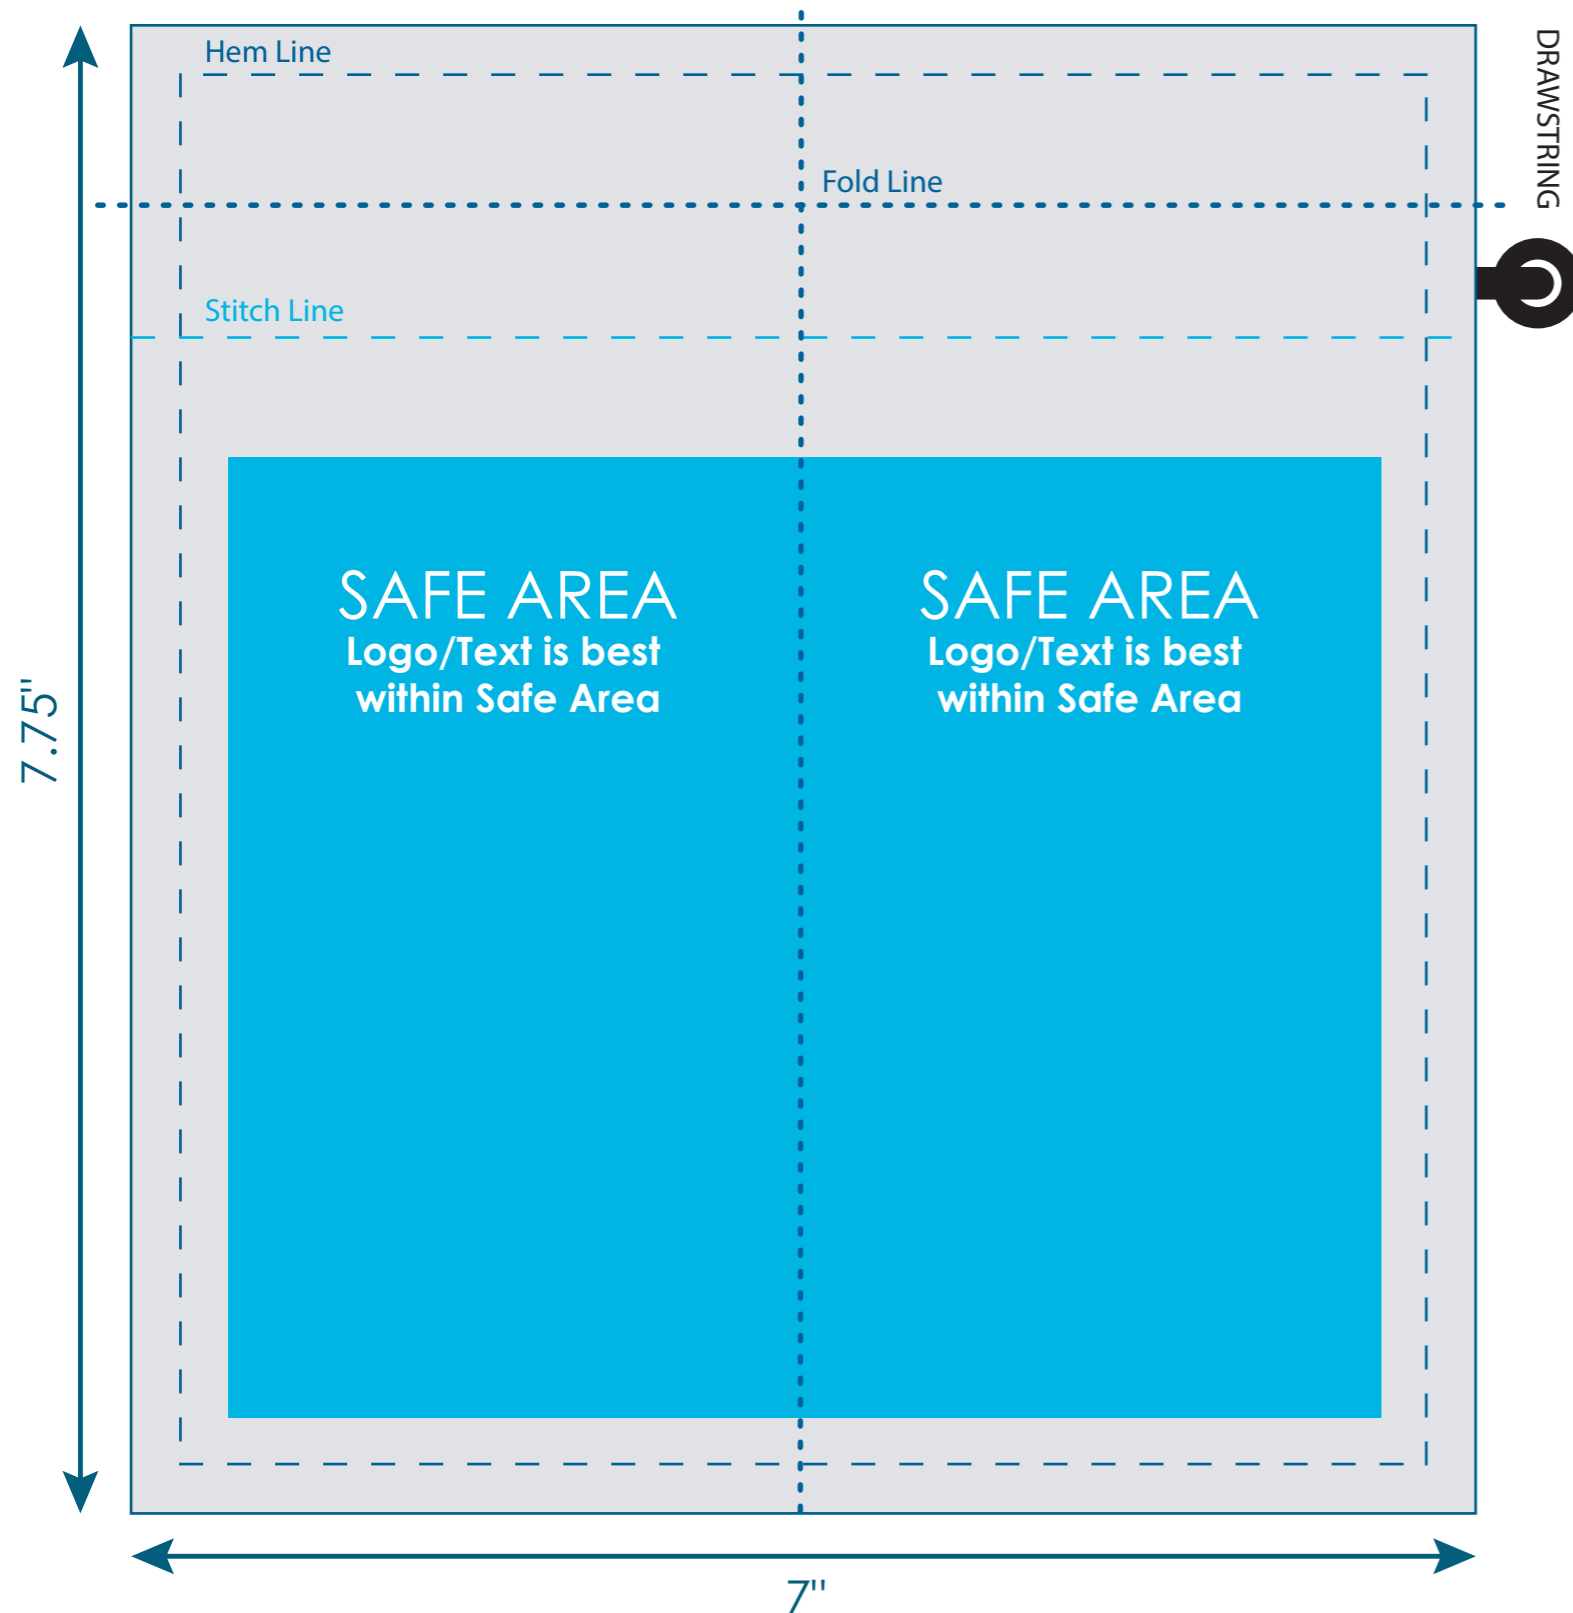 Hem Line
DRAWSTRING
Fold Line
Stitch Line
SAFE AREA
Logo/Text is best
within Safe Area
SAFE AREA
Logo/Text is best
within Safe Area
7.75"
7"